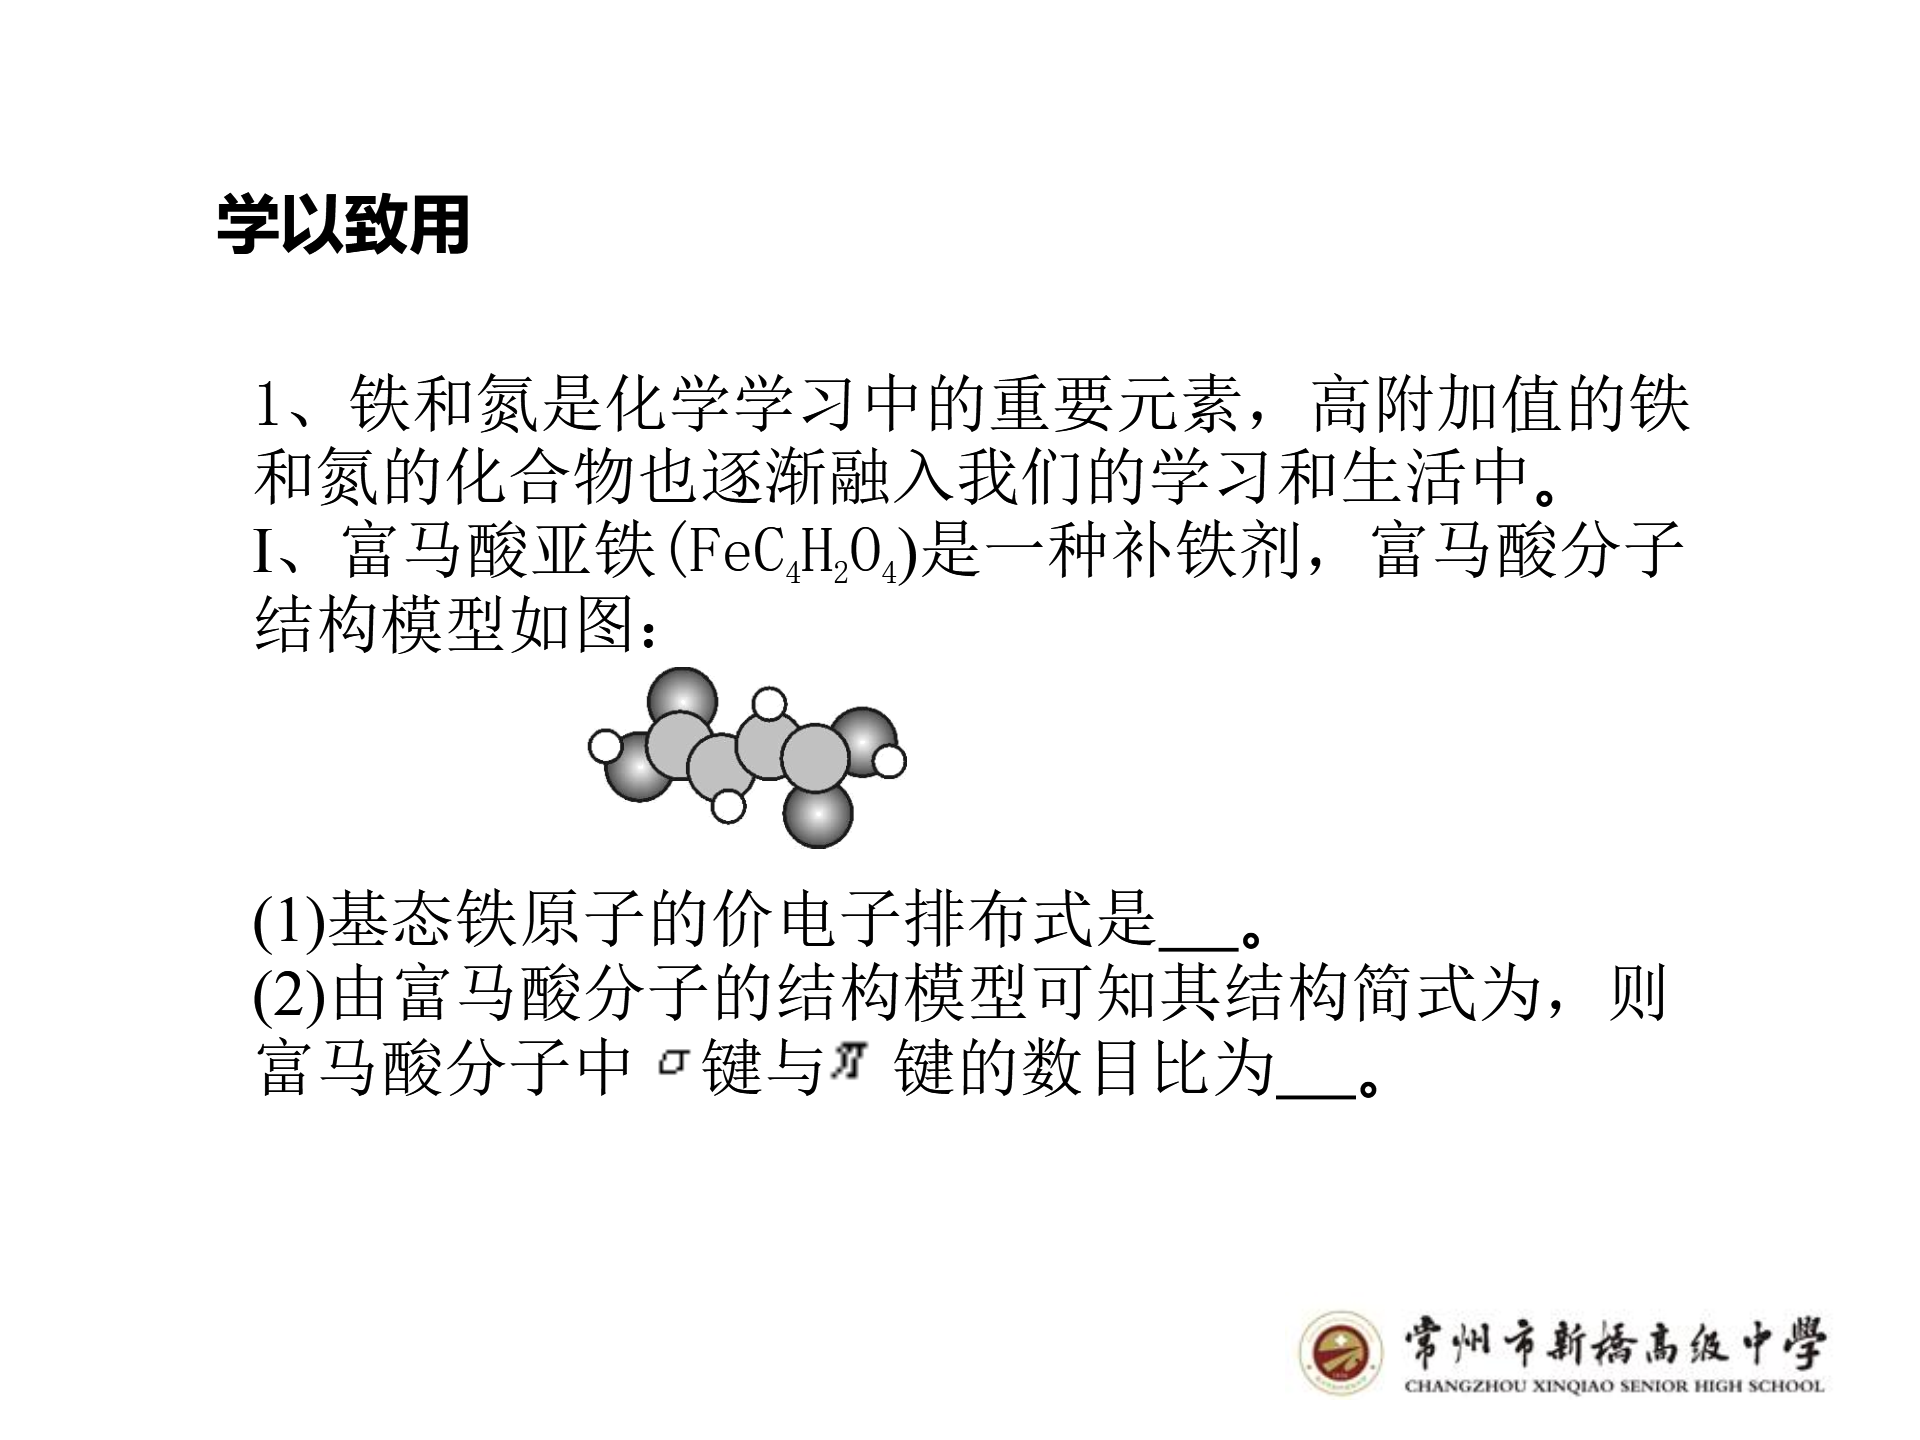 学以致用
1、铁和氮是化学学习中的重要元素，高附加值的铁
和氮的化合物也逐渐融入我们的学习和生活中。
I、富马酸亚铁(FeC₄H₂O₄)是一种补铁剂，富马酸分子
结构模型如图：
(1)基态铁原子的价电子排布式是___。
(2)由富马酸分子的结构模型可知其结构简式为，则
富马酸分子中 σ 键与 π 键的数目比为___。
常州市新橋高级中學
CHANGZHOU XINQIAO SENIOR HIGH SCHOOL